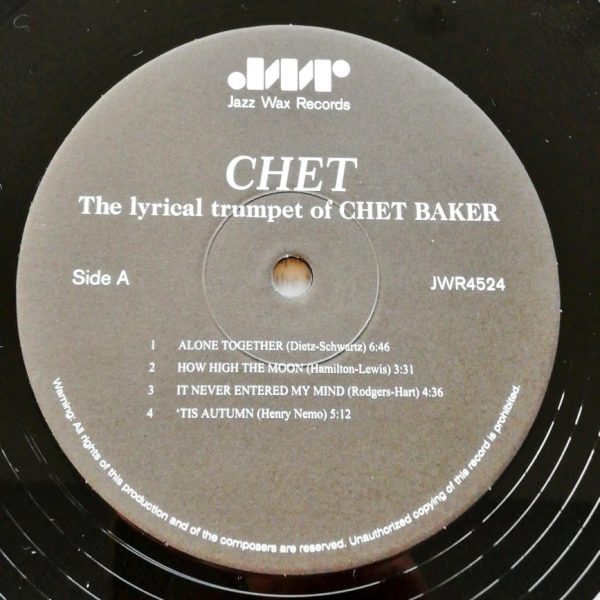 JWR
Jazz Wax Records
CHET
The lyrical trumpet of CHET BAKER
Side A
JWR4524
1 ALONE TOGETHER (Dietz-Schwartz) 6:46
2 HOW HIGH THE MOON (Hamilton-Lewis) 3:31
3 IT NEVER ENTERED MY MIND (Rodgers-Hart) 4:36
4 'TIS AUTUMN (Henry Nemo) 5:12
Warning: All rights of this production and of the composers are reserved. Unauthorized copying of this record is prohibited.